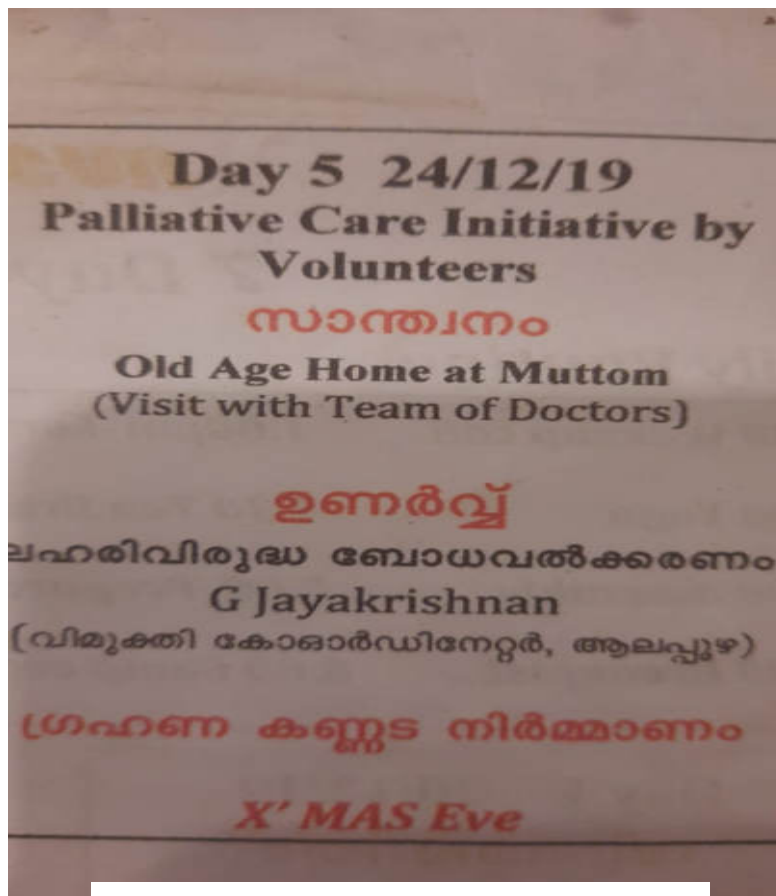 Day 5 24/12/19
Palliative Care Initiative by
Volunteers
സാന്ത്വനം
Old Age Home at Muttom
(Visit with Team of Doctors)
ഉണർവ്വ്
ലഹരിവിരുദ്ധ ബോധവൽക്കരണം
G Jayakrishnan
(വിമുക്തി കോഓർഡിനേറ്റർ, ആലപ്പുഴ)
ഗ്രഹണ കണ്ണട നിർമ്മാണം
X' MAS Eve